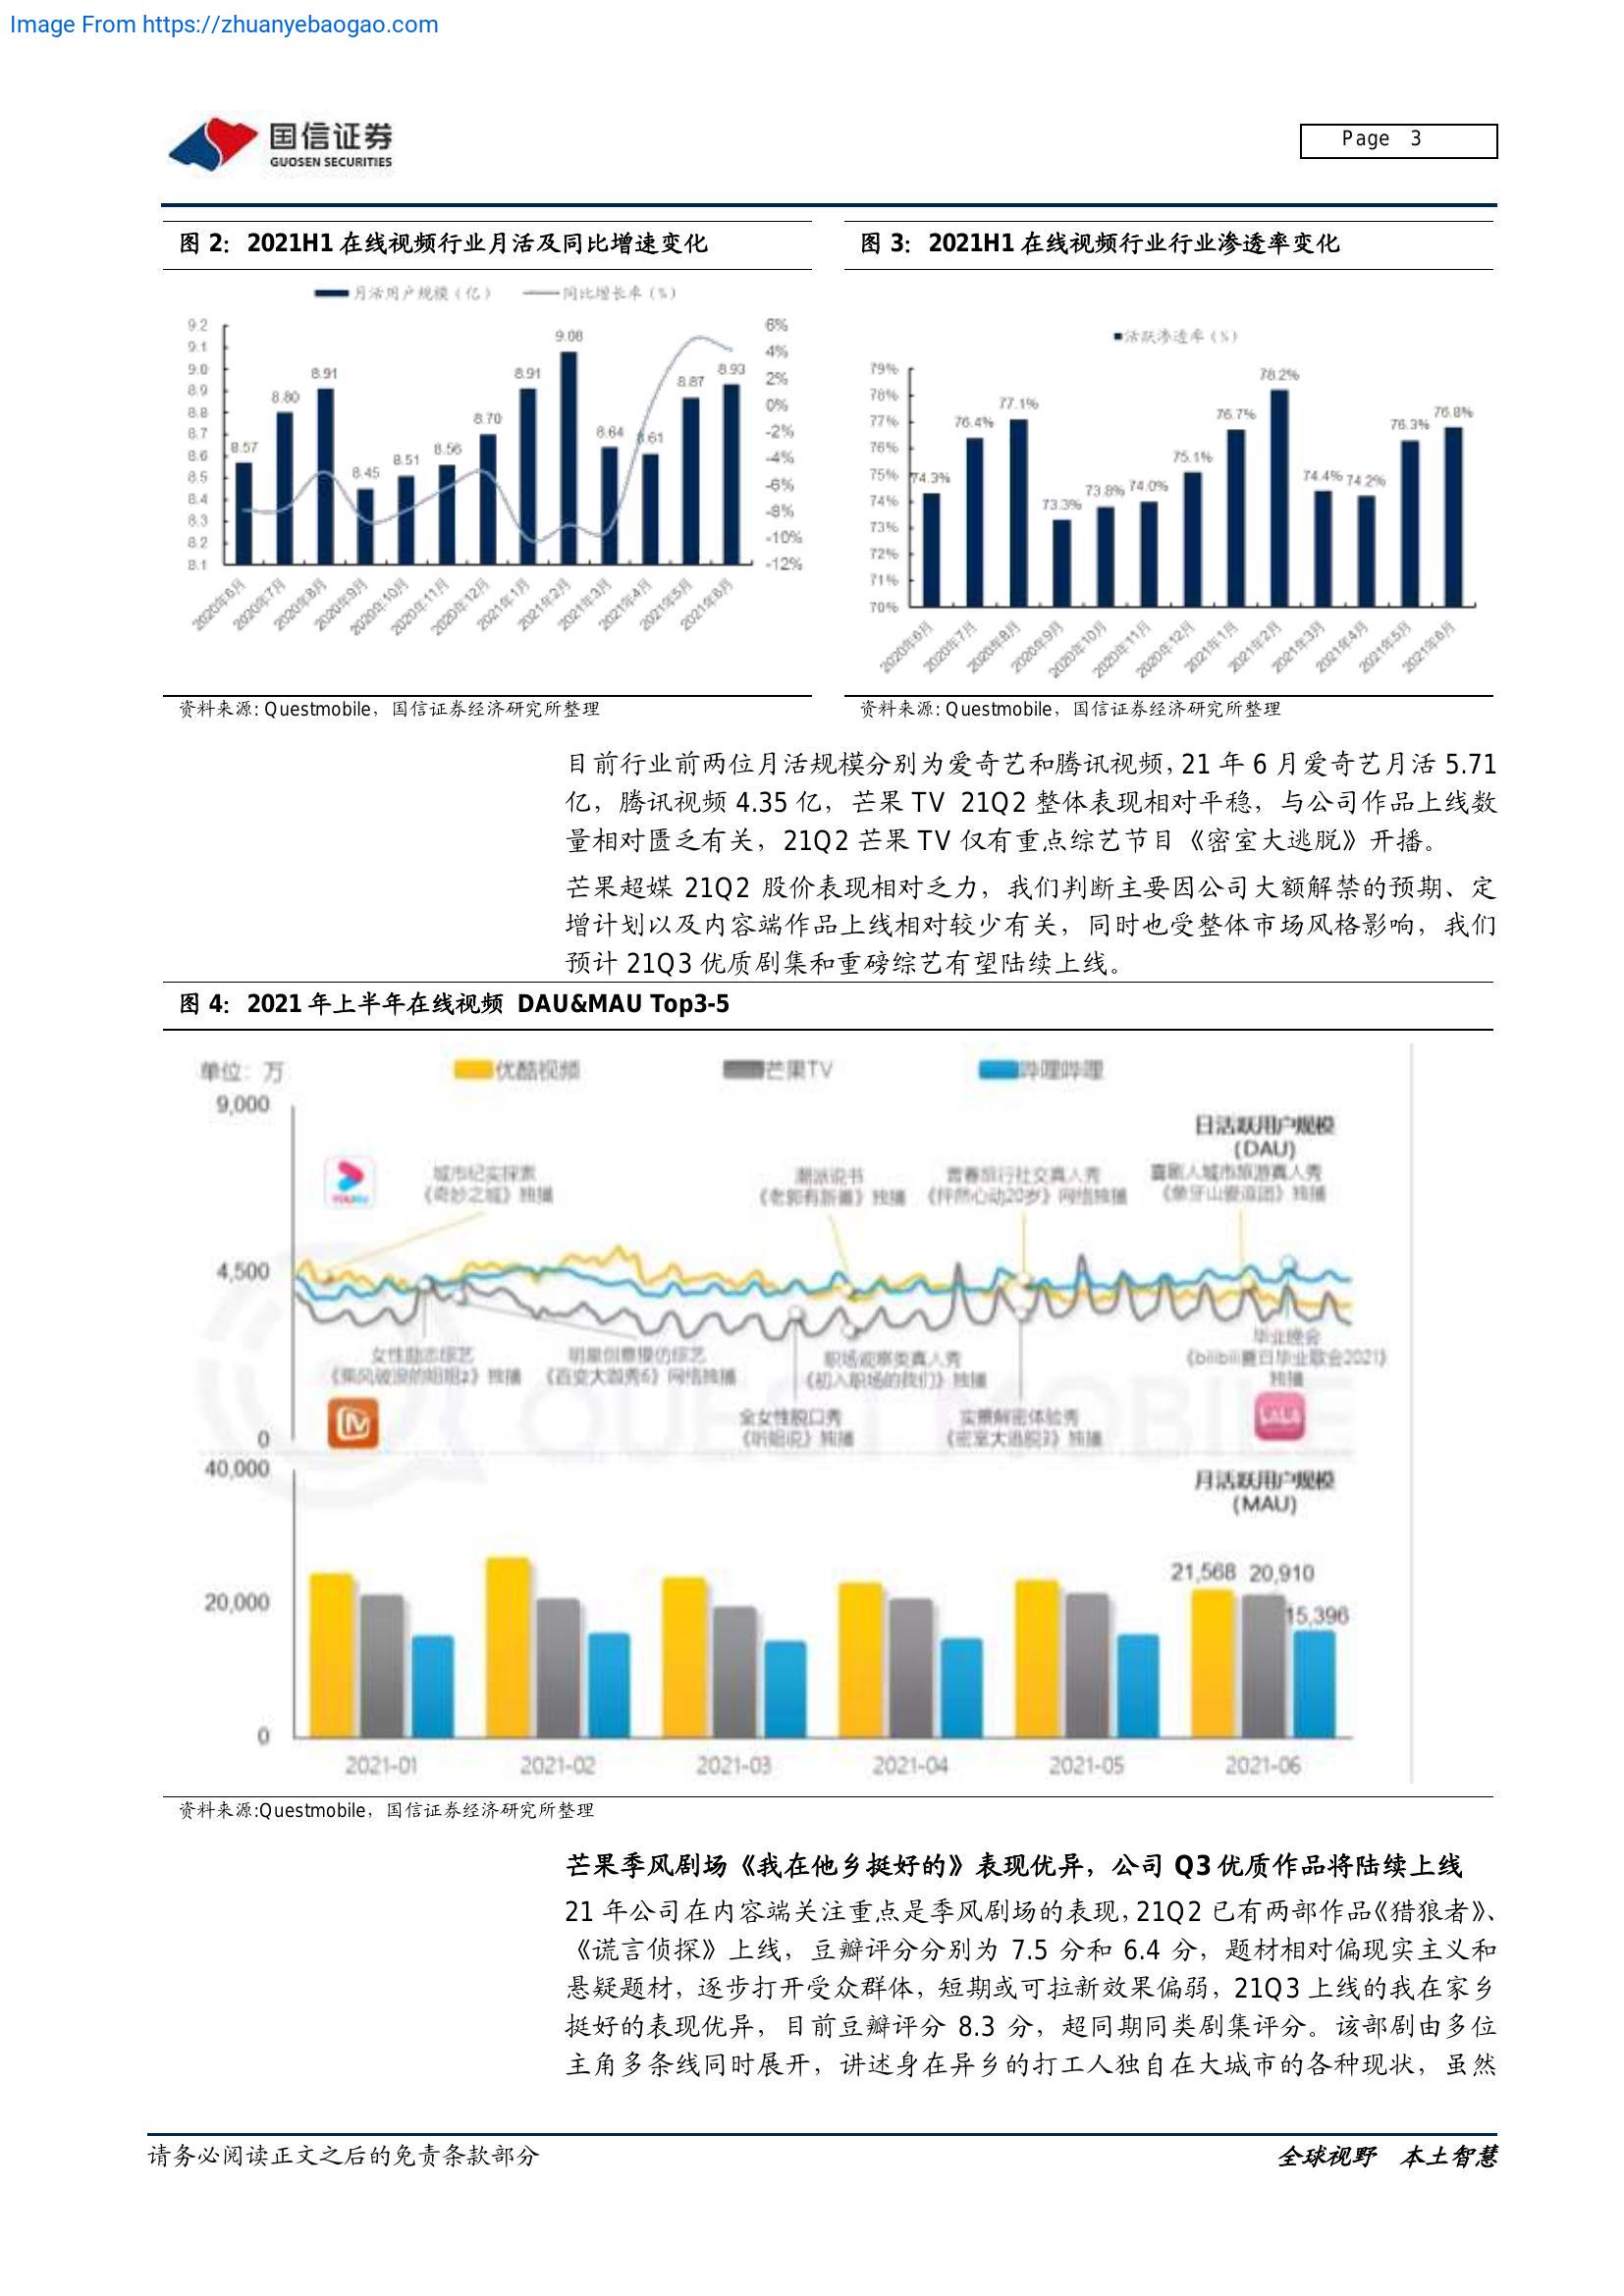 Image From https://zhuanyebaogao.com
国信证券
GUOSEN SECURITIES
Page 3
图 2：2021H1 在线视频行业月活及同比增速变化
月活用户规模（亿） 同比增长率（%）
9.2
9.1
9.0
8.9
8.8
8.7
8.6
8.5
8.4
8.3
8.2
8.1
8.57
8.80
8.91
8.45
8.51
8.56
8.70
8.91
9.08
8.64
8.61
8.87
8.93
6%
4%
2%
0%
-2%
-4%
-6%
-8%
-10%
-12%
2020年6月
2020年7月
2020年8月
2020年9月
2020年10月
2020年11月
2020年12月
2021年1月
2021年2月
2021年3月
2021年4月
2021年5月
2021年6月
资料来源: Questmobile，国信证券经济研究所整理
图 3：2021H1 在线视频行业行业渗透率变化
活跃渗透率（%）
79%
78%
77%
76%
75%
74%
73%
72%
71%
70%
74.3%
76.4%
77.1%
73.3%
73.8%
74.0%
75.1%
76.7%
78.2%
74.4%
74.2%
76.3%
76.8%
2020年6月
2020年7月
2020年8月
2020年9月
2020年10月
2020年11月
2020年12月
2021年1月
2021年2月
2021年3月
2021年4月
2021年5月
2021年6月
资料来源: Questmobile，国信证券经济研究所整理
目前行业前两位月活规模分别为爱奇艺和腾讯视频，21 年 6 月爱奇艺月活 5.71
亿，腾讯视频 4.35 亿，芒果 TV 21Q2 整体表现相对平稳，与公司作品上线数
量相对匮乏有关，21Q2 芒果 TV 仅有重点综艺节目《密室大逃脱》开播。
芒果超媒 21Q2 股价表现相对乏力，我们判断主要因公司大额解禁的预期、定
增计划以及内容端作品上线相对较少有关，同时也受整体市场风格影响，我们
预计 21Q3 优质剧集和重磅综艺有望陆续上线。
图 4：2021 年上半年在线视频 DAU&MAU Top3-5
单位：万
优酷视频 芒果TV 哔哩哔哩
9,000
日活跃用户规模
(DAU)
城市纪实探索
《奇妙之城》独播
潮派说书
《老郭有新番》独播
青春旅行社交真人秀
《怦然心动20岁》网络独播
喜剧人城市旅游真人秀
《象牙山爱逗团》独播
4,500
女性励志综艺
《乘风破浪的姐姐2》独播
明星创意模仿综艺
《百变大咖秀6》网络独播
职场观察类真人秀
《初入职场的我们》独播
毕业晚会
《bilibili夏日毕业歌会2021》
独播
全女性脱口秀
《听姐说》独播
实景解密体验秀
《密室大逃脱3》独播
0
QUEST MOBILE
40,000
月活跃用户规模
(MAU)
21,568 20,910
15,396
20,000
0
2021-01 2021-02 2021-03 2021-04 2021-05 2021-06
资料来源:Questmobile，国信证券经济研究所整理
芒果季风剧场《我在他乡挺好的》表现优异，公司 Q3 优质作品将陆续上线
21 年公司在内容端关注重点是季风剧场的表现，21Q2 已有两部作品《猎狼者》、
《谎言侦探》上线，豆瓣评分分别为 7.5 分和 6.4 分，题材相对偏现实主义和
悬疑题材，逐步打开受众群体，短期或可拉新效果偏弱，21Q3 上线的我在家乡
挺好的表现优异，目前豆瓣评分 8.3 分，超同期同类剧集评分。该部剧由多位
主角多条线同时展开，讲述身在异乡的打工人独自在大城市的各种现状，虽然
请务必阅读正文之后的免责条款部分
全球视野 本土智慧